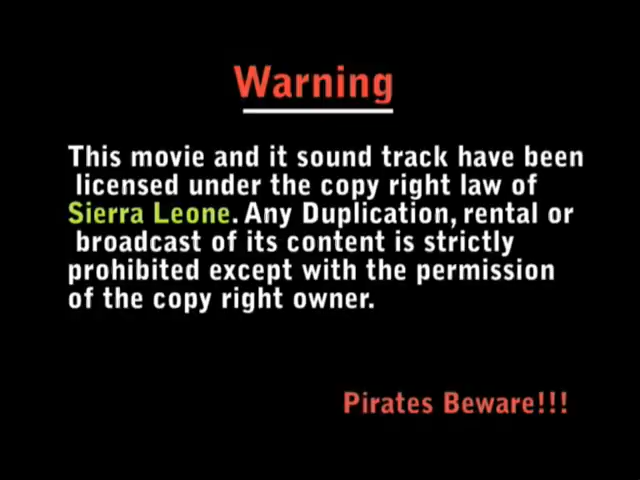 Warning
This movie and it sound track have been
licensed under the copy right law of
Sierra Leone. Any Duplication, rental or
broadcast of its content is strictly
prohibited except with the permission
of the copy right owner.
Pirates Beware!!!